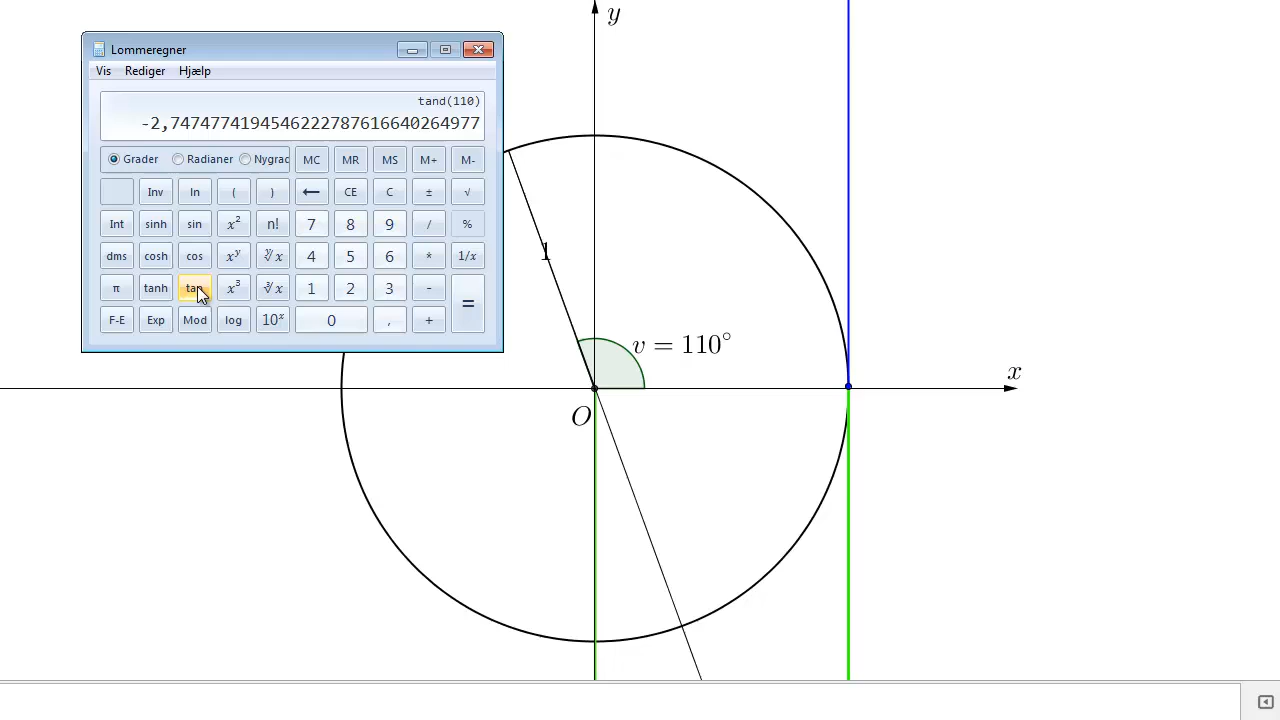 y
Lommeregner
Vis Rediger Hjælp
tand(110)
-2,7474774194546222787616640264977
Grader Radianer Nygrad MC MR MS M+ M-
Inv ln ( ) ← CE C ± √
Int sinh sin x² n! 7 8 9 / %
dms cosh cos xʸ ʸ√x 4 5 6 * 1/x
π tanh tan x³ ³√x 1 2 3 - =
F-E Exp Mod log 10ˣ 0 , +
1
v = 110°
x
O